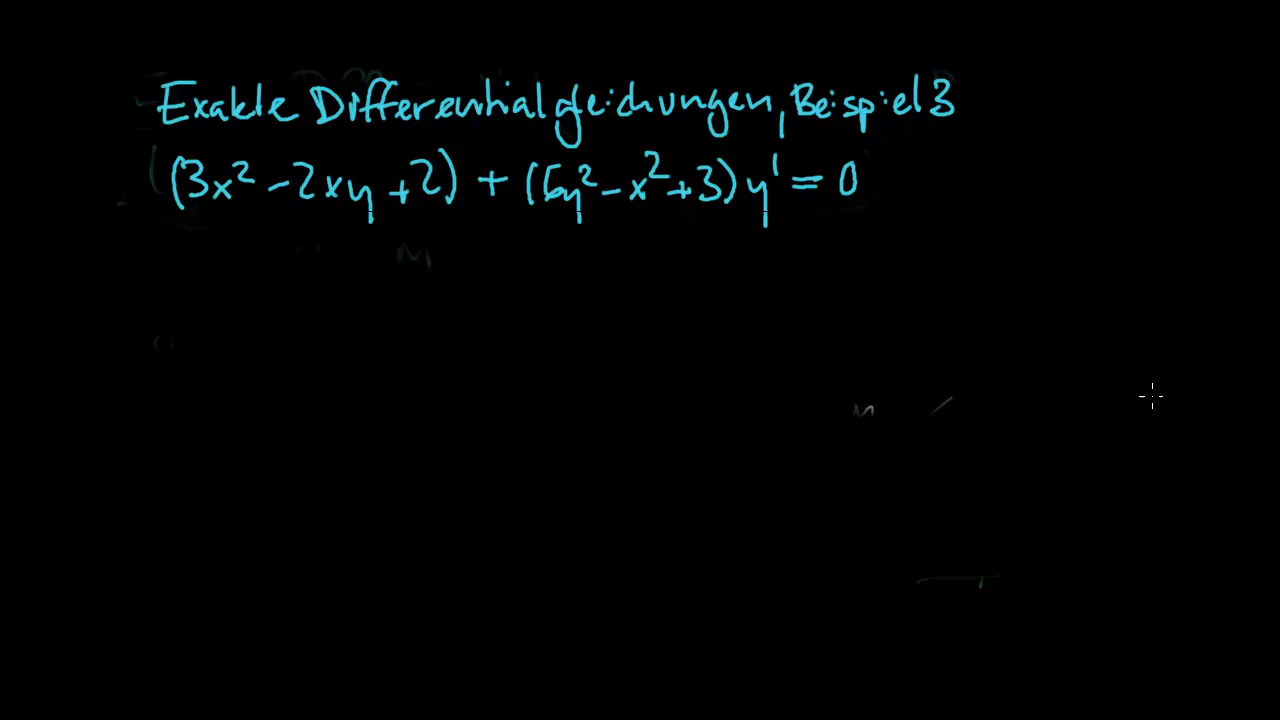 Exakte Differentialgleichungen, Beispiel 3
(3x² - 2xy + 2) + (6y² - x² + 3) y' = 0